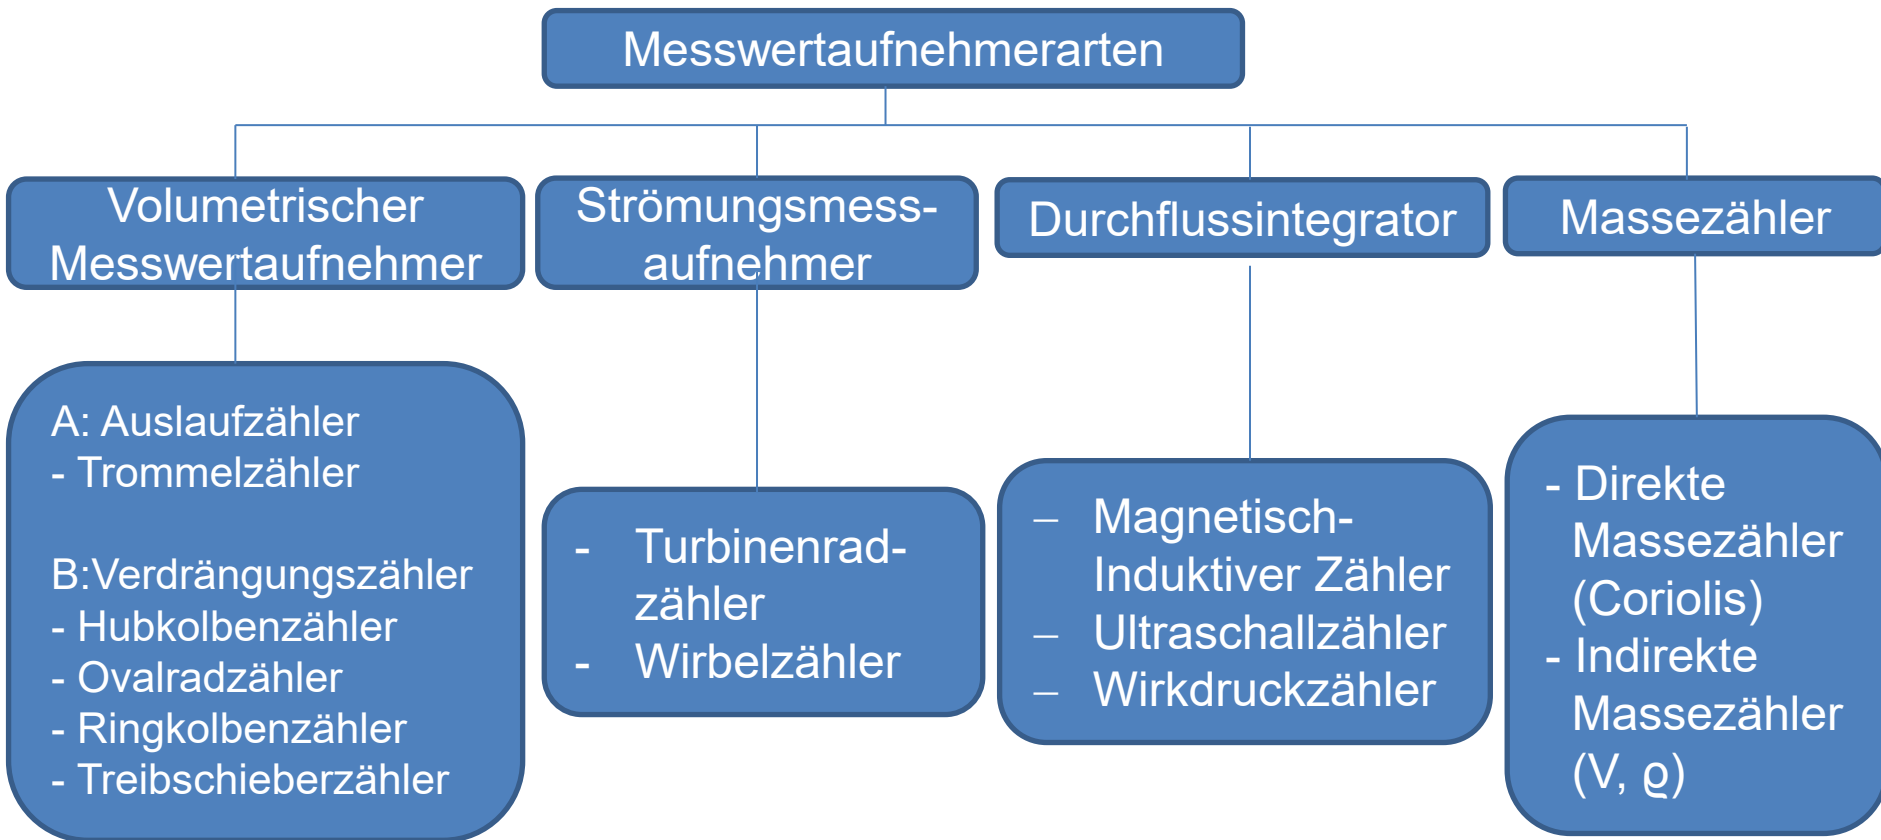 Messwertaufnehmerarten
Volumetrischer
Messwertaufnehmer
Strömungsmess-
aufnehmer
Durchflussintegrator
Massezähler
A: Auslaufzähler
- Trommelzähler
B:Verdrängungszähler
- Hubkolbenzähler
- Ovalradzähler
- Ringkolbenzähler
- Treibschieberzähler
- Turbinenrad-
zähler
- Wirbelzähler
– Magnetisch-
Induktiver Zähler
– Ultraschallzähler
– Wirkdruckzähler
- Direkte
Massezähler
(Coriolis)
- Indirekte
Massezähler
(V, ϱ)